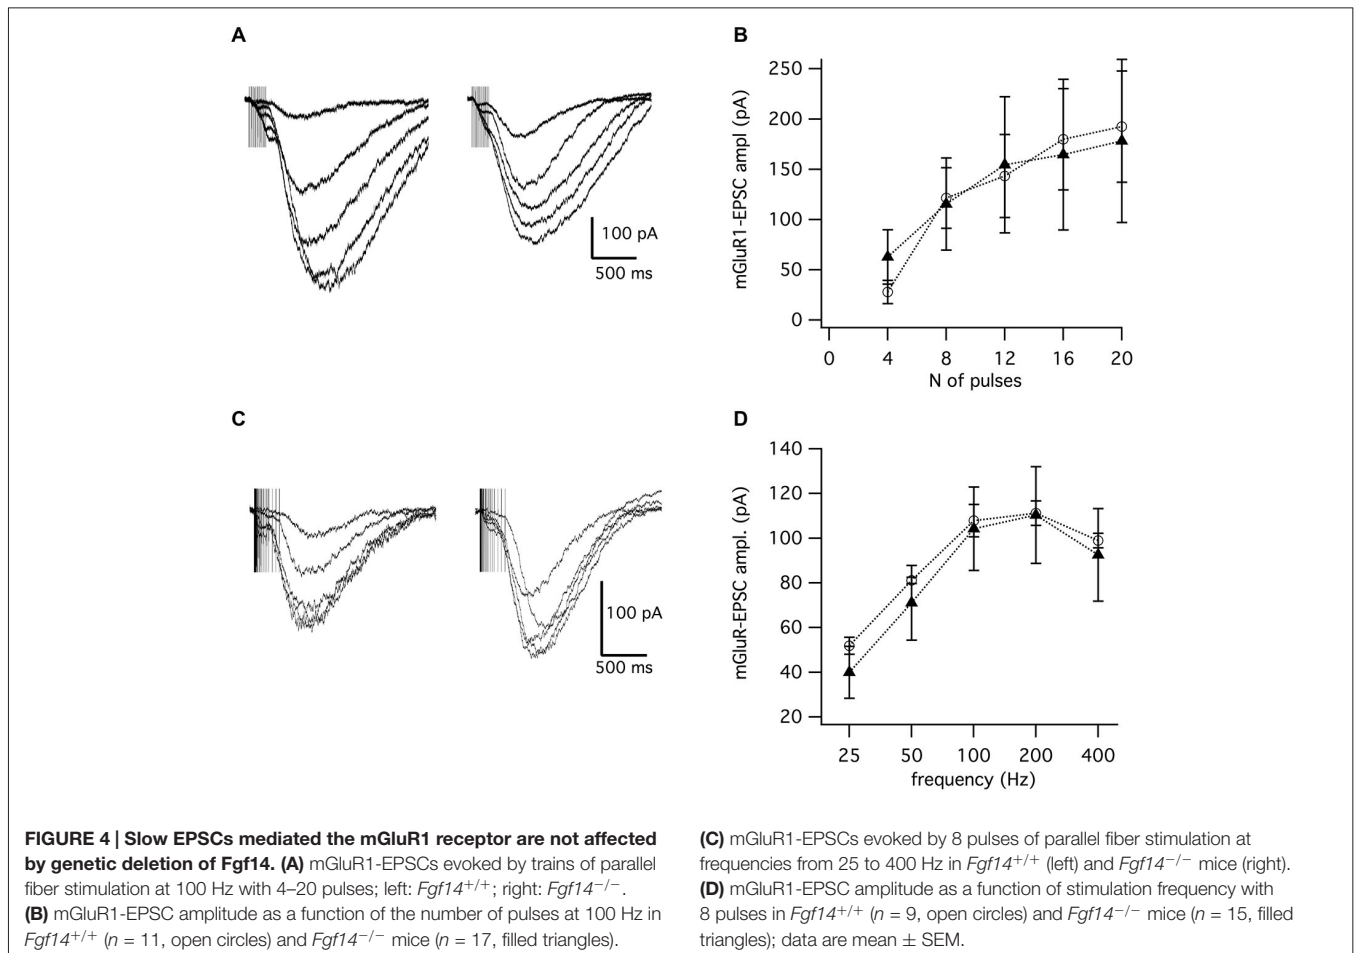 A
100 pA
500 ms
B
mGluR1-EPSC ampl (pA)
250
200
150
100
50
0
0 4 8 12 16 20
N of pulses
C
100 pA
500 ms
D
mGluR-EPSC ampl. (pA)
140
120
100
80
60
40
20
25 50 100 200 400
frequency (Hz)
FIGURE 4 | Slow EPSCs mediated the mGluR1 receptor are not affected
by genetic deletion of Fgf14. (A) mGluR1-EPSCs evoked by trains of parallel
fiber stimulation at 100 Hz with 4–20 pulses; left: Fgf14+/+; right: Fgf14−/−.
(B) mGluR1-EPSC amplitude as a function of the number of pulses at 100 Hz in
Fgf14+/+ (n = 11, open circles) and Fgf14−/− mice (n = 17, filled triangles).
(C) mGluR1-EPSCs evoked by 8 pulses of parallel fiber stimulation at
frequencies from 25 to 400 Hz in Fgf14+/+ (left) and Fgf14−/− mice (right).
(D) mGluR1-EPSC amplitude as a function of stimulation frequency with
8 pulses in Fgf14+/+ (n = 9, open circles) and Fgf14−/− mice (n = 15, filled
triangles); data are mean ± SEM.